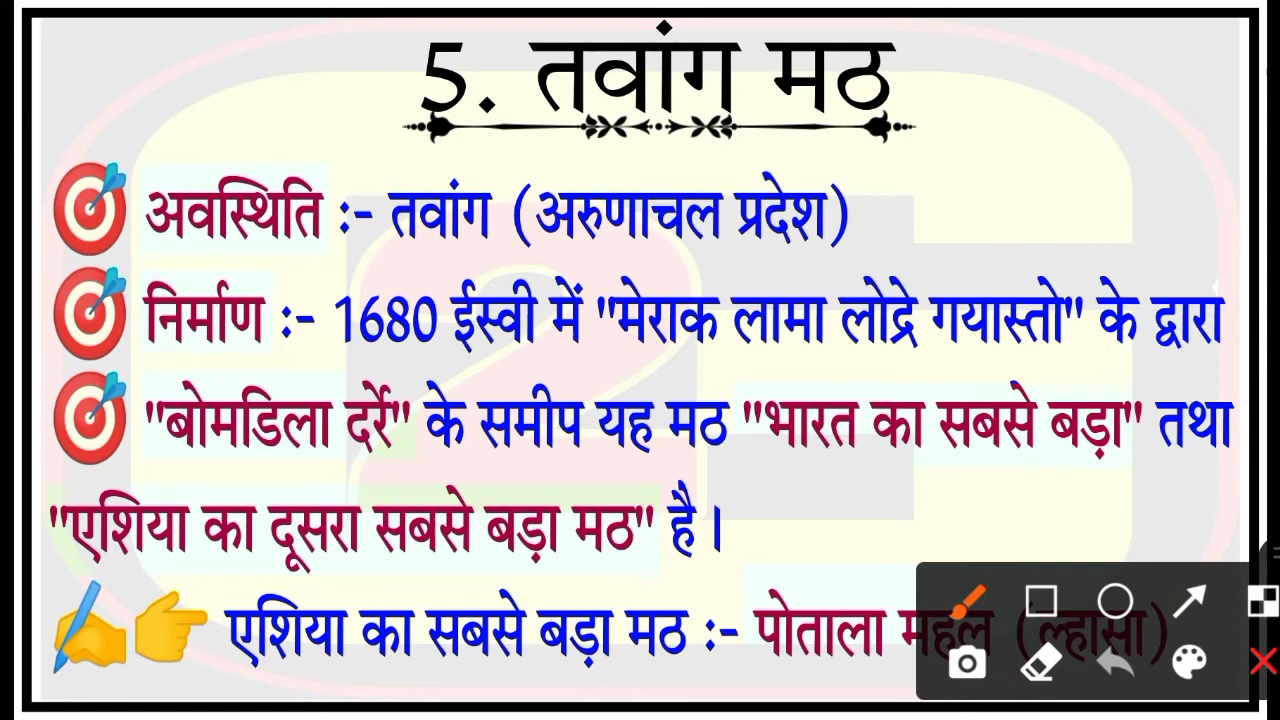 5. तवांग मठ
अवस्थिति :- तवांग (अरुणाचल प्रदेश)
निर्माण :- 1680 ईस्वी में "मेराक लामा लोद्रे गयास्तो" के द्वारा
"बोमडिला दर्रे" के समीप यह मठ "भारत का सबसे बड़ा" तथा
"एशिया का दूसरा सबसे बड़ा मठ" है।
एशिया का सबसे बड़ा मठ :- पोताला महल (ल्हासा)